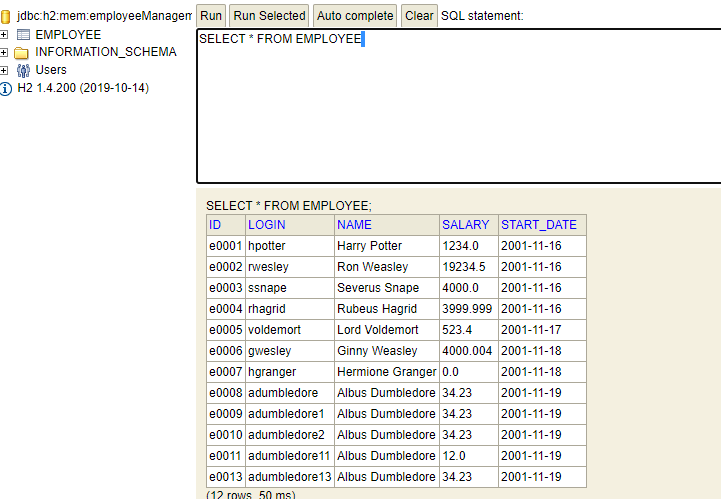 jdbc:h2:mem:employeeManagem Run Run Selected Auto complete Clear SQL statement:
EMPLOYEE
INFORMATION_SCHEMA
Users
H2 1.4.200 (2019-10-14)
SELECT * FROM EMPLOYEE
SELECT * FROM EMPLOYEE;
ID LOGIN NAME SALARY START_DATE
e0001 hpotter Harry Potter 1234.0 2001-11-16
e0002 rwesley Ron Weasley 19234.5 2001-11-16
e0003 ssnape Severus Snape 4000.0 2001-11-16
e0004 rhagrid Rubeus Hagrid 3999.999 2001-11-16
e0005 voldemort Lord Voldemort 523.4 2001-11-17
e0006 gwesley Ginny Weasley 4000.004 2001-11-18
e0007 hgranger Hermione Granger 0.0 2001-11-18
e0008 adumbledore Albus Dumbledore 34.23 2001-11-19
e0009 adumbledore1 Albus Dumbledore 34.23 2001-11-19
e0010 adumbledore2 Albus Dumbledore 34.23 2001-11-19
e0011 adumbledore11 Albus Dumbledore 12.0 2001-11-19
e0013 adumbledore13 Albus Dumbledore 34.23 2001-11-19
(12 rows, 50 ms)